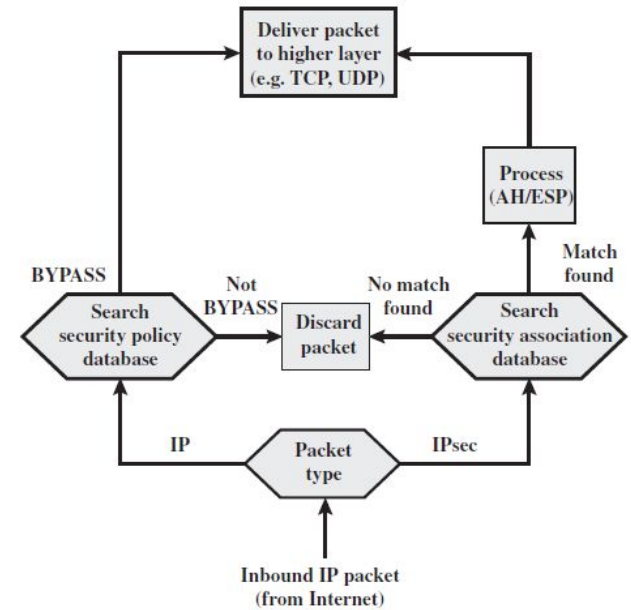 Deliver packet
to higher layer
(e.g. TCP, UDP)
Process
(AH/ESP)
BYPASS
Not
BYPASS
No match
found
Match
found
Search
security policy
database
Discard
packet
Search
security association
database
IP
Packet
type
IPsec
Inbound IP packet
(from Internet)